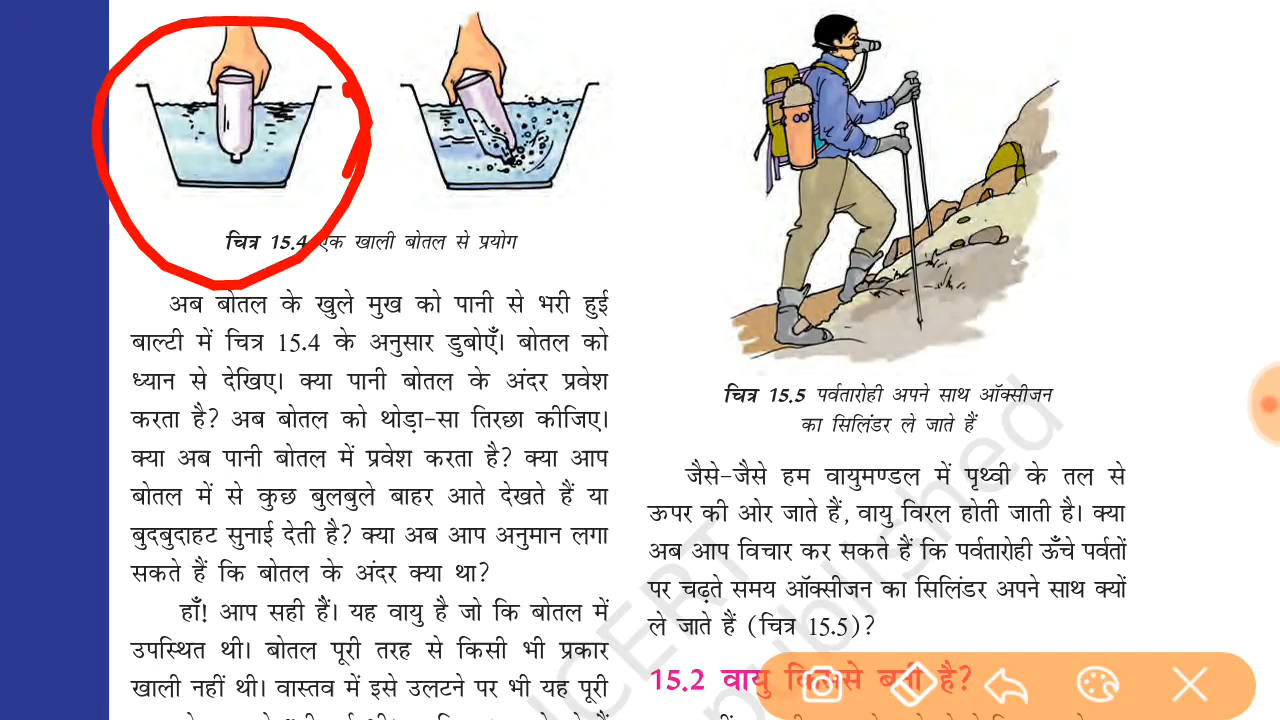 चित्र 15.4 एक खाली बोतल से प्रयोग
अब बोतल के खुले मुख को पानी से भरी हुई
बाल्टी में चित्र 15.4 के अनुसार डुबोएँ। बोतल को
ध्यान से देखिए। क्या पानी बोतल के अंदर प्रवेश
करता है? अब बोतल को थोड़ा-सा तिरछा कीजिए।
क्या अब पानी बोतल में प्रवेश करता है? क्या आप
बोतल में से कुछ बुलबुले बाहर आते देखते हैं या
बुदबुदाहट सुनाई देती है? क्या अब आप अनुमान लगा
सकते हैं कि बोतल के अंदर क्या था?
हाँ! आप सही हैं। यह वायु है जो कि बोतल में
उपस्थित थी। बोतल पूरी तरह से किसी भी प्रकार
खाली नहीं थी। वास्तव में इसे उलटने पर भी यह पूरी
चित्र 15.5 पर्वतारोही अपने साथ ऑक्सीजन
का सिलिंडर ले जाते हैं
जैसे-जैसे हम वायुमण्डल में पृथ्वी के तल से
ऊपर की ओर जाते हैं, वायु विरल होती जाती है। क्या
अब आप विचार कर सकते हैं कि पर्वतारोही ऊँचे पर्वतों
पर चढ़ते समय ऑक्सीजन का सिलिंडर अपने साथ क्यों
ले जाते हैं (चित्र 15.5)?
15.2 वायु किससे बनी है?
NCERT
published